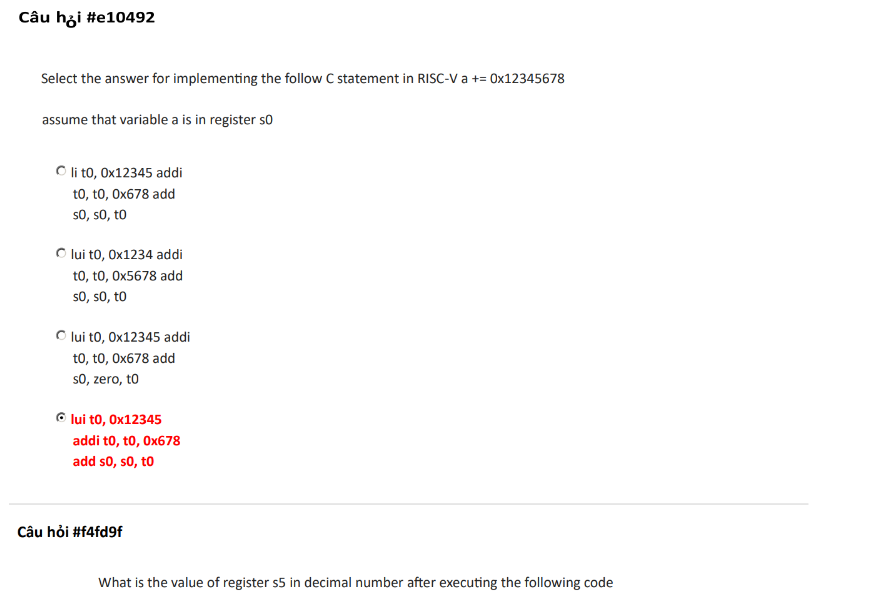 Câu hỏi #e10492
Select the answer for implementing the follow C statement in RISC-V a += 0x12345678
assume that variable a is in register s0
li t0, 0x12345 addi
t0, t0, 0x678 add
s0, s0, t0
lui t0, 0x1234 addi
t0, t0, 0x5678 add
s0, s0, t0
lui t0, 0x12345 addi
t0, t0, 0x678 add
s0, zero, t0
lui t0, 0x12345
addi t0, t0, 0x678
add s0, s0, t0
Câu hỏi #f4fd9f
What is the value of register s5 in decimal number after executing the following code